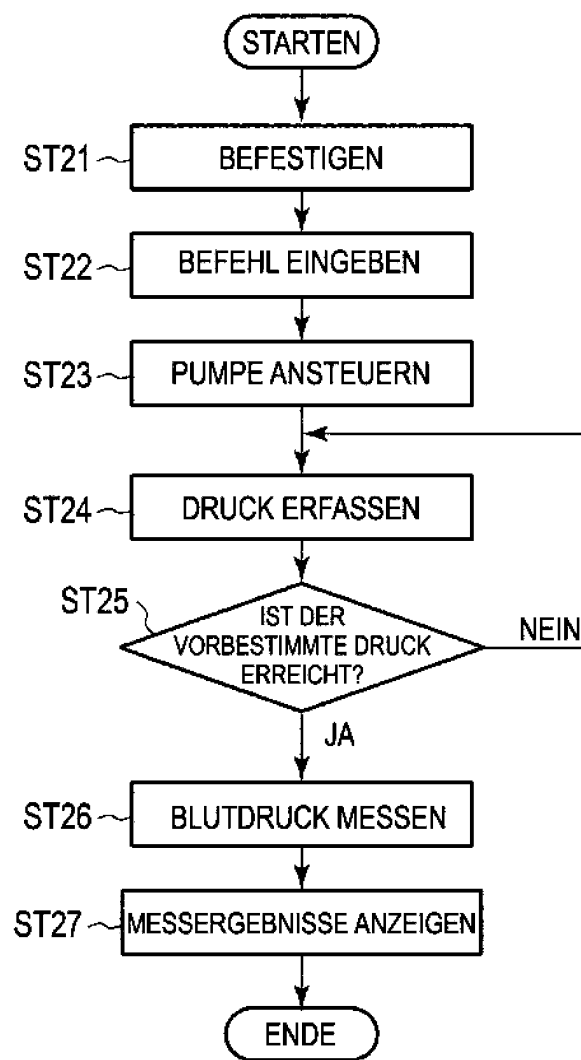 STARTEN
ST21
BEFESTIGEN
ST22
BEFEHL EINGEBEN
ST23
PUMPE ANSTEUERN
ST24
DRUCK ERFASSEN
ST25
IST DER
VORBESTIMMTE DRUCK
ERREICHT?
NEIN
JA
ST26
BLUTDRUCK MESSEN
ST27
MESSERGEBNISSE ANZEIGEN
ENDE